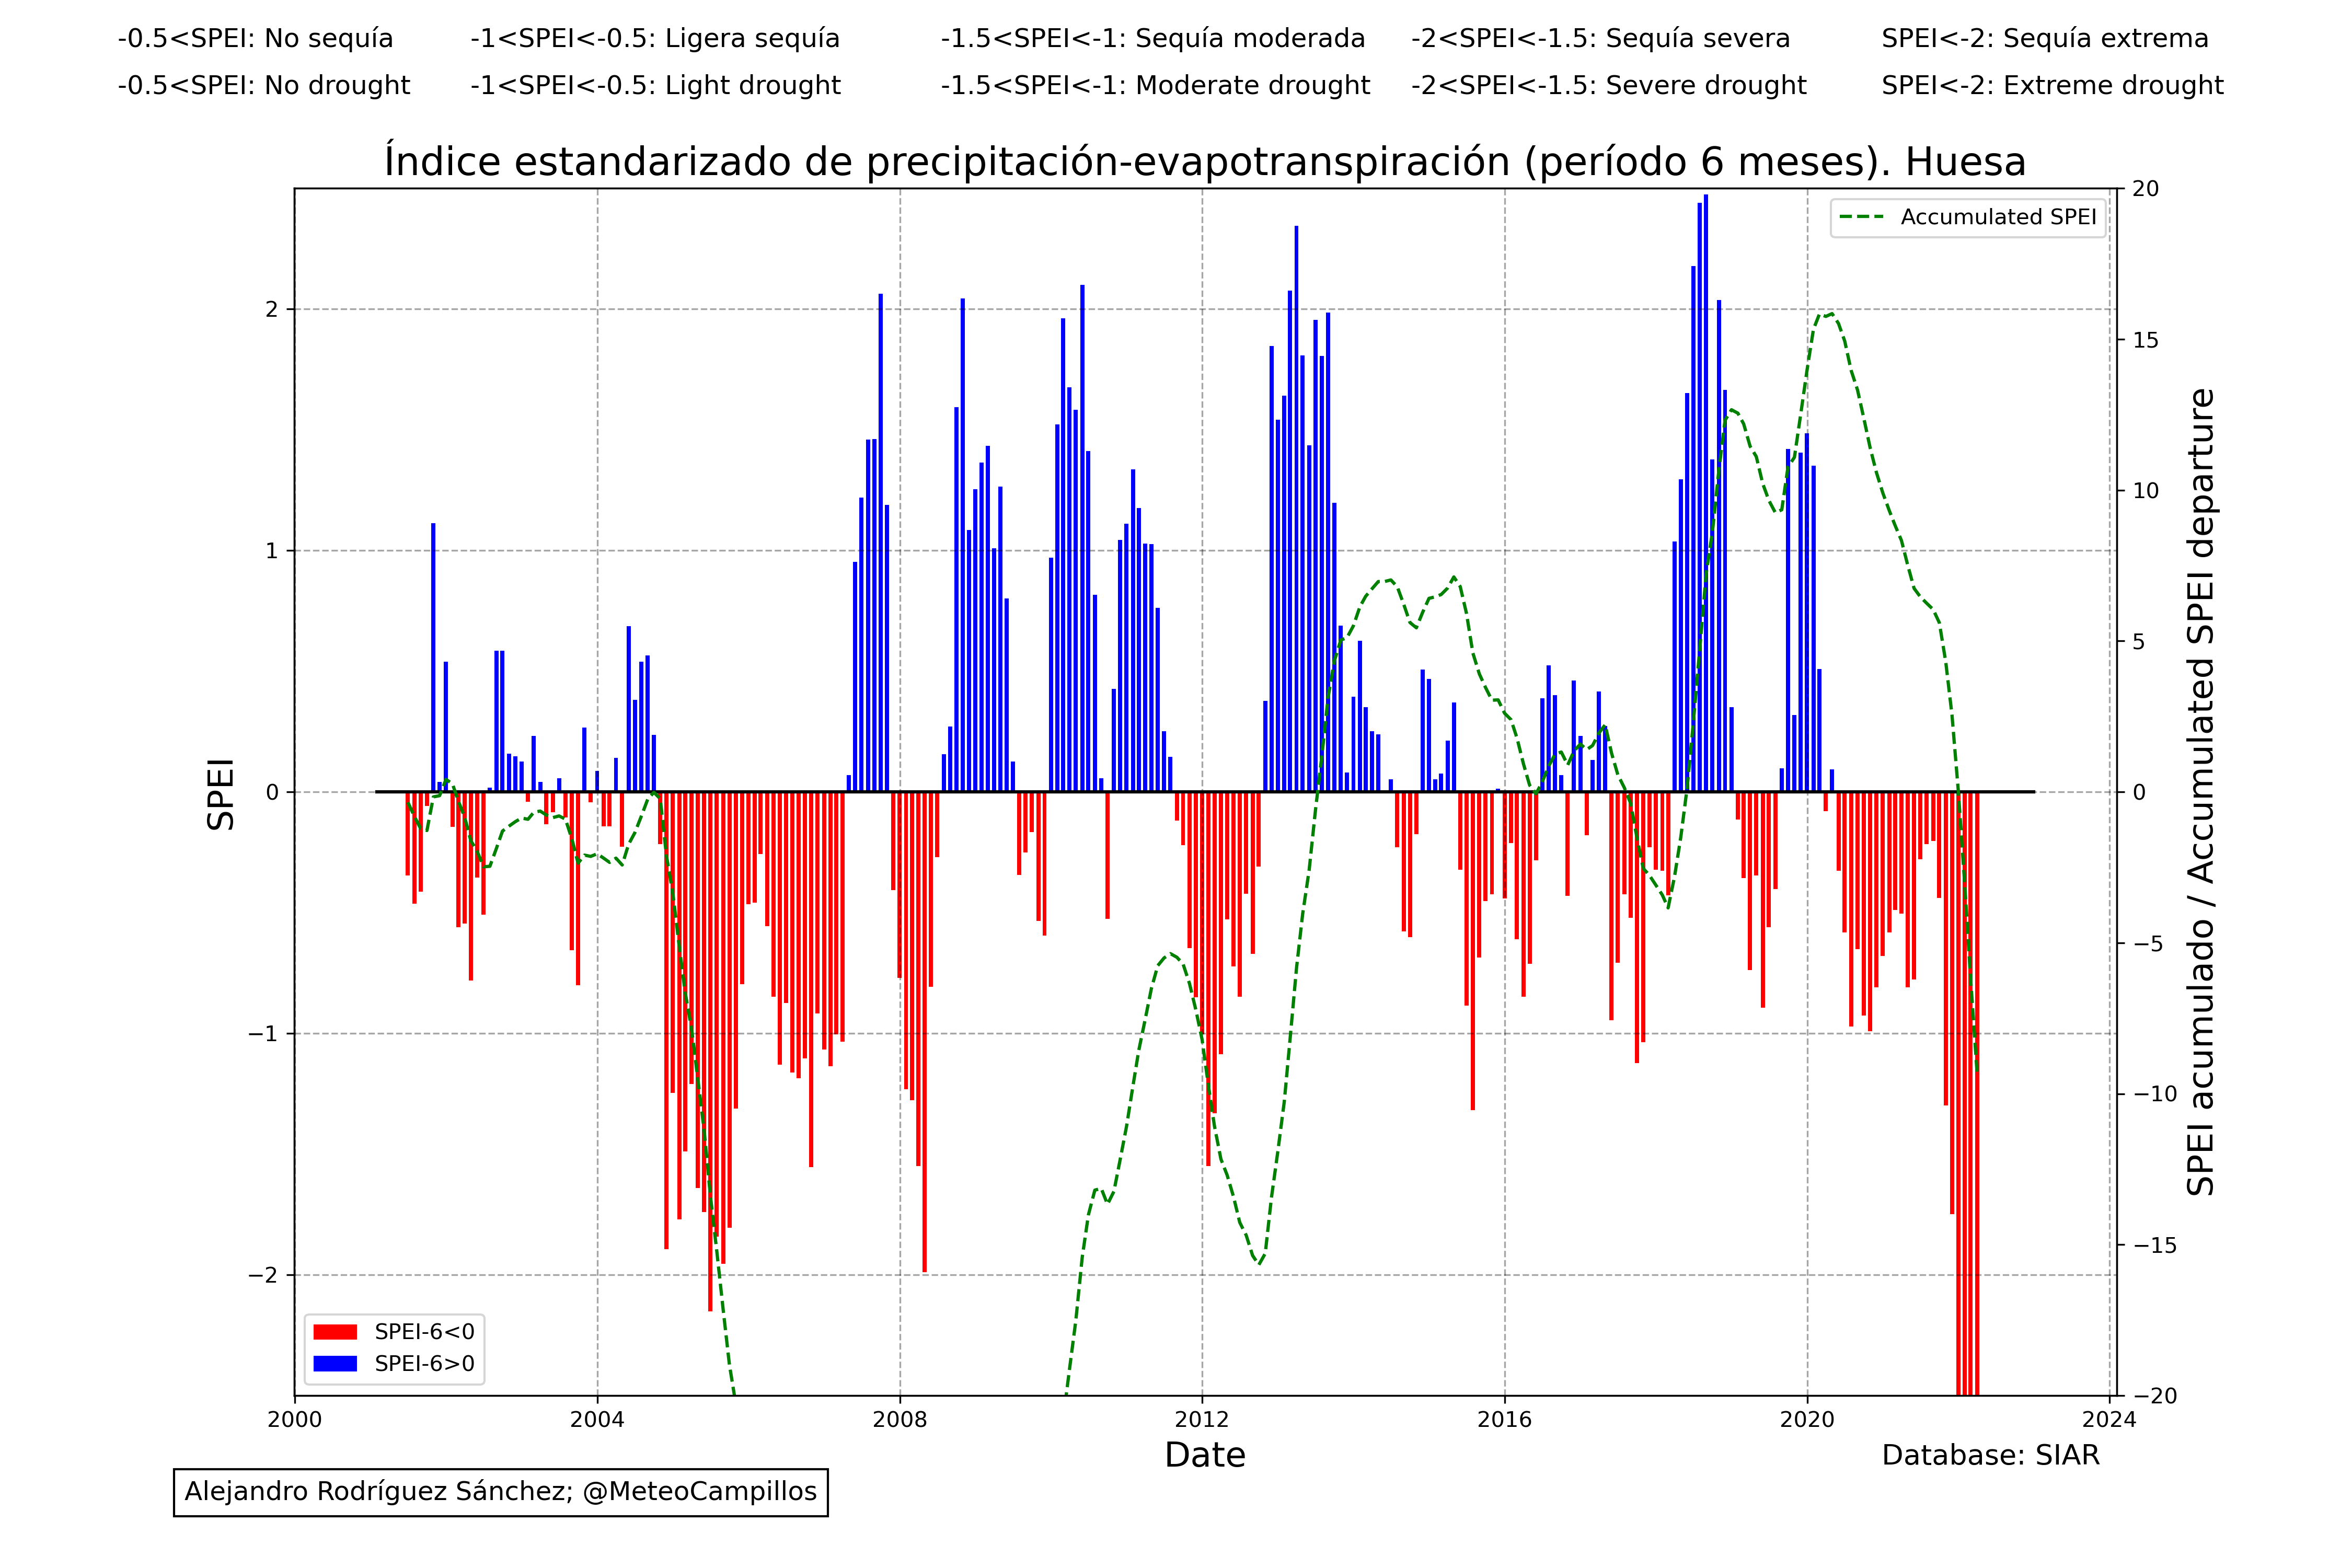 -0.5<SPEI: No sequía -1<SPEI<-0.5: Ligera sequía -1.5<SPEI<-1: Sequía moderada -2<SPEI<-1.5: Sequía severa SPEI<-2: Sequía extrema
-0.5<SPEI: No drought -1<SPEI<-0.5: Light drought -1.5<SPEI<-1: Moderate drought -2<SPEI<-1.5: Severe drought SPEI<-2: Extreme drought
Índice estandarizado de precipitación-evapotranspiración (período 6 meses). Huesa
Accumulated SPEI
2
1
0
−1
−2
SPEI
20
15
10
5
0
−5
−10
−15
−20
SPEI acumulado / Accumulated SPEI departure
SPEI-6<0
SPEI-6>0
2000 2004 2008 2012 2016 2020 2024
Date
Database: SIAR
Alejandro Rodríguez Sánchez; @MeteoCampillos